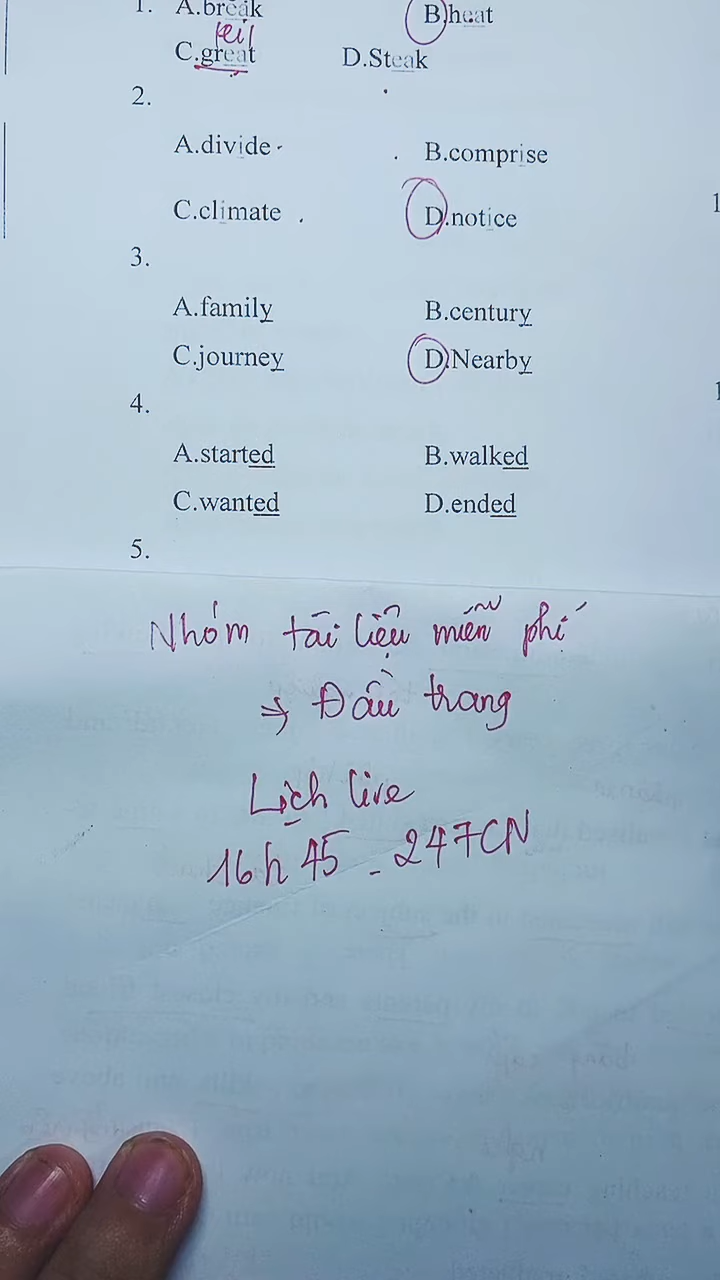 1. A.break B.heat
/ei/
C.great D.Steak
2.
A.divide B.comprise
C.climate D.notice
3.
A.family B.century
C.journey D.Nearby
4.
A.started B.walked
C.wanted D.ended
5.
Nhóm tài liệu miễn phí
⇒ Đầu trang
Lịch live
16h45 - 247CN